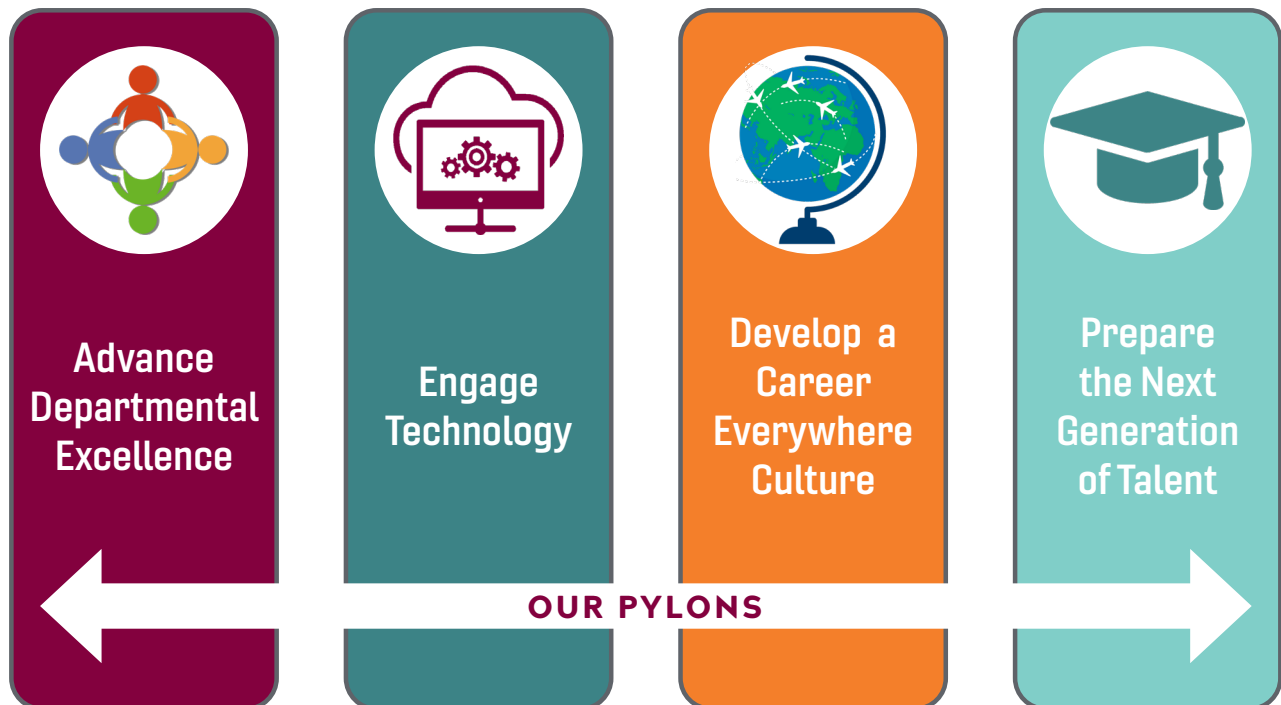 Advance
Departmental
Excellence
Engage
Technology
Develop a
Career
Everywhere
Culture
Prepare
the Next
Generation
of Talent
OUR PYLONS